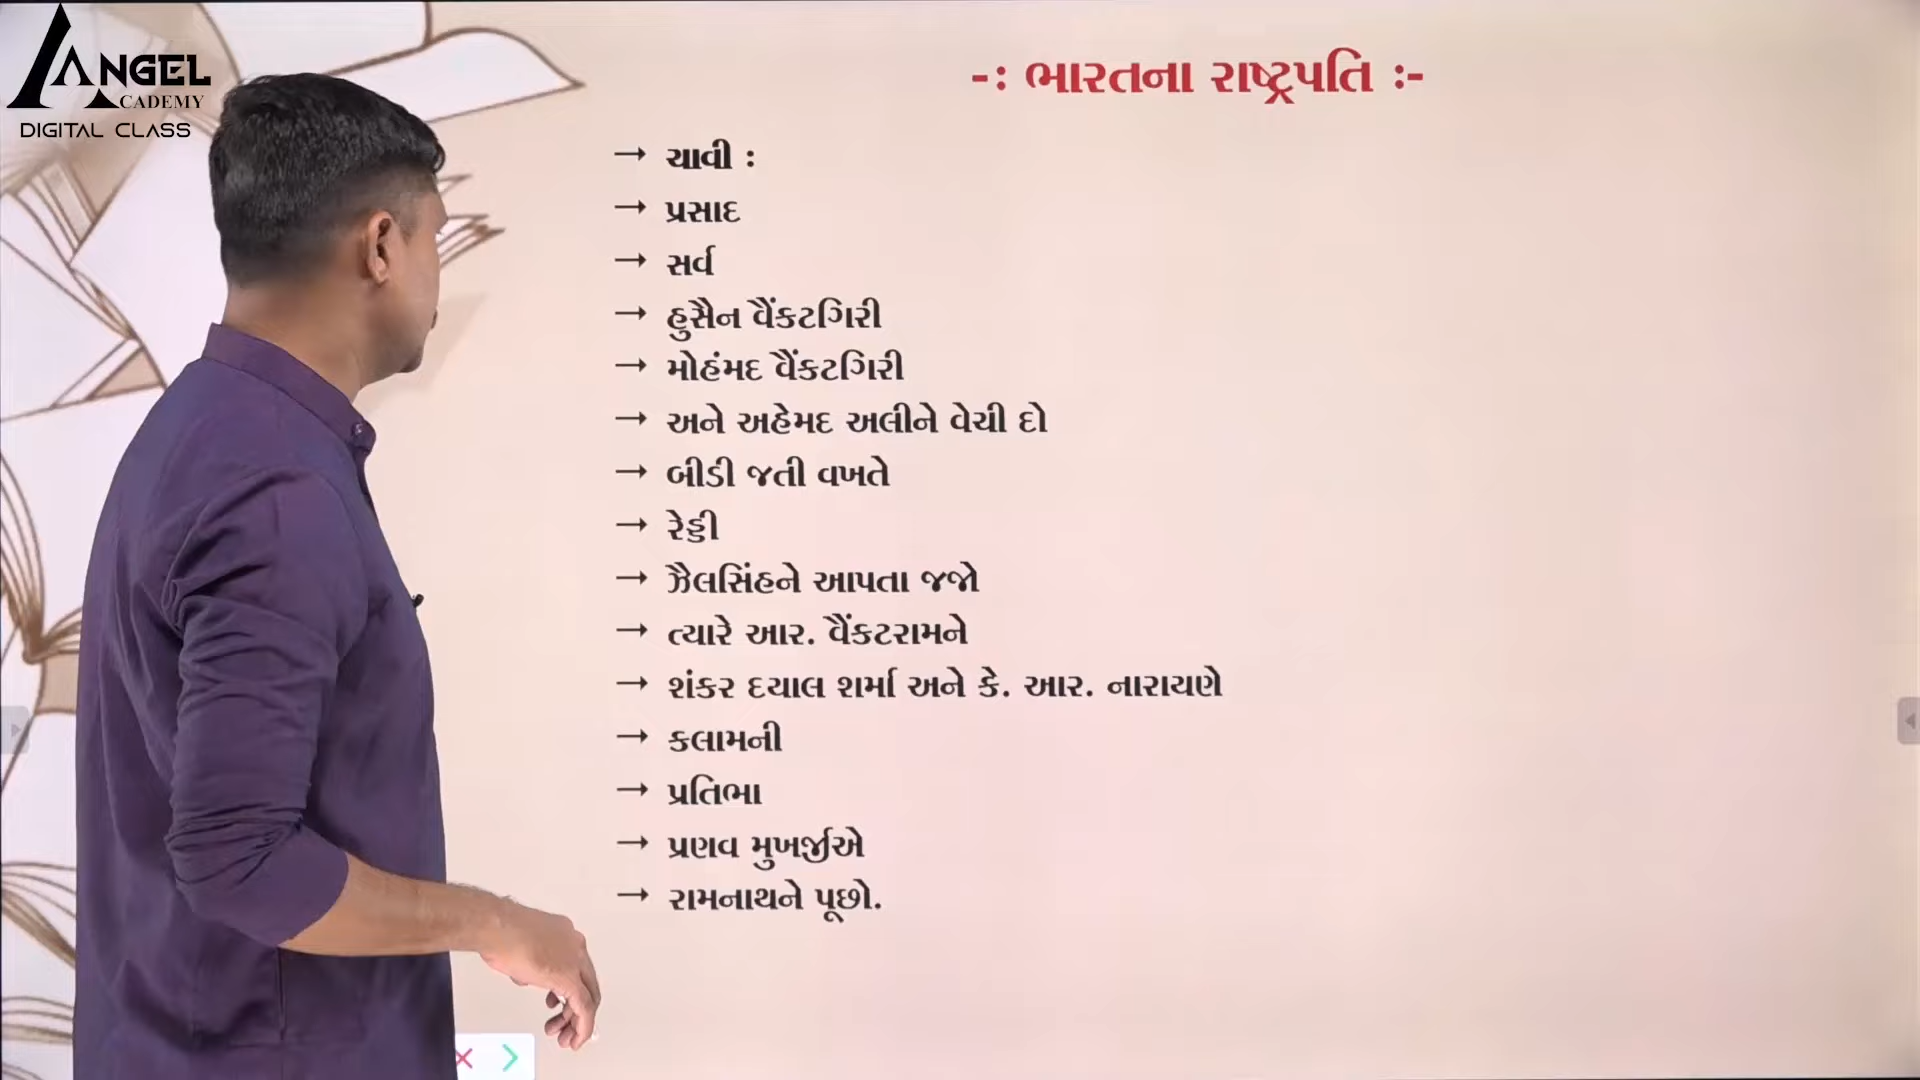 ANGEL
ACADEMY
DIGITAL CLASS
-: ભારતના રાષ્ટ્રપતિ :-
→ ચાવી :
→ પ્રસાદ
→ સર્વ
→ હુસૈન વૈંકટગિરી
→ મોહંમદ વૈંકટગિરી
→ અને અહેમદ અલીને વેચી દો
→ બીડી જતી વખતે
→ રેડ્ડી
→ ઝૈલસિંહને આપતા જજો
→ ત્યારે આર. વૈંકટરામને
→ શંકર દયાલ શર્મા અને કે. આર. નારાયણે
→ કલામની
→ પ્રતિભા
→ પ્રણવ મુખર્જીએ
→ રામનાથને પૂછો.